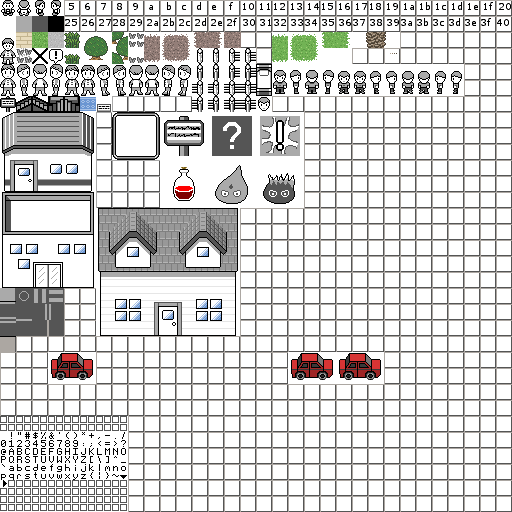 5 6 7 8 9 a b c d e f 10 11 12 13 14 15 16 17 18 19 1a 1b 1c 1d 1e 1f 20
25 26 27 28 29 2a 2b 2c 2d 2e 2f 30 31 32 33 34 35 36 37 38 39 3a 3b 3c 3d 3e 3f 40
!
? !
!"#$%&'()*+,-./
0123456789:;<=>?
@ABCDEFGHIJKLMNO
PQRSTUVWXYZ[\]^_
`abcdefghijklmno
pqrstuvwxyz{|}~